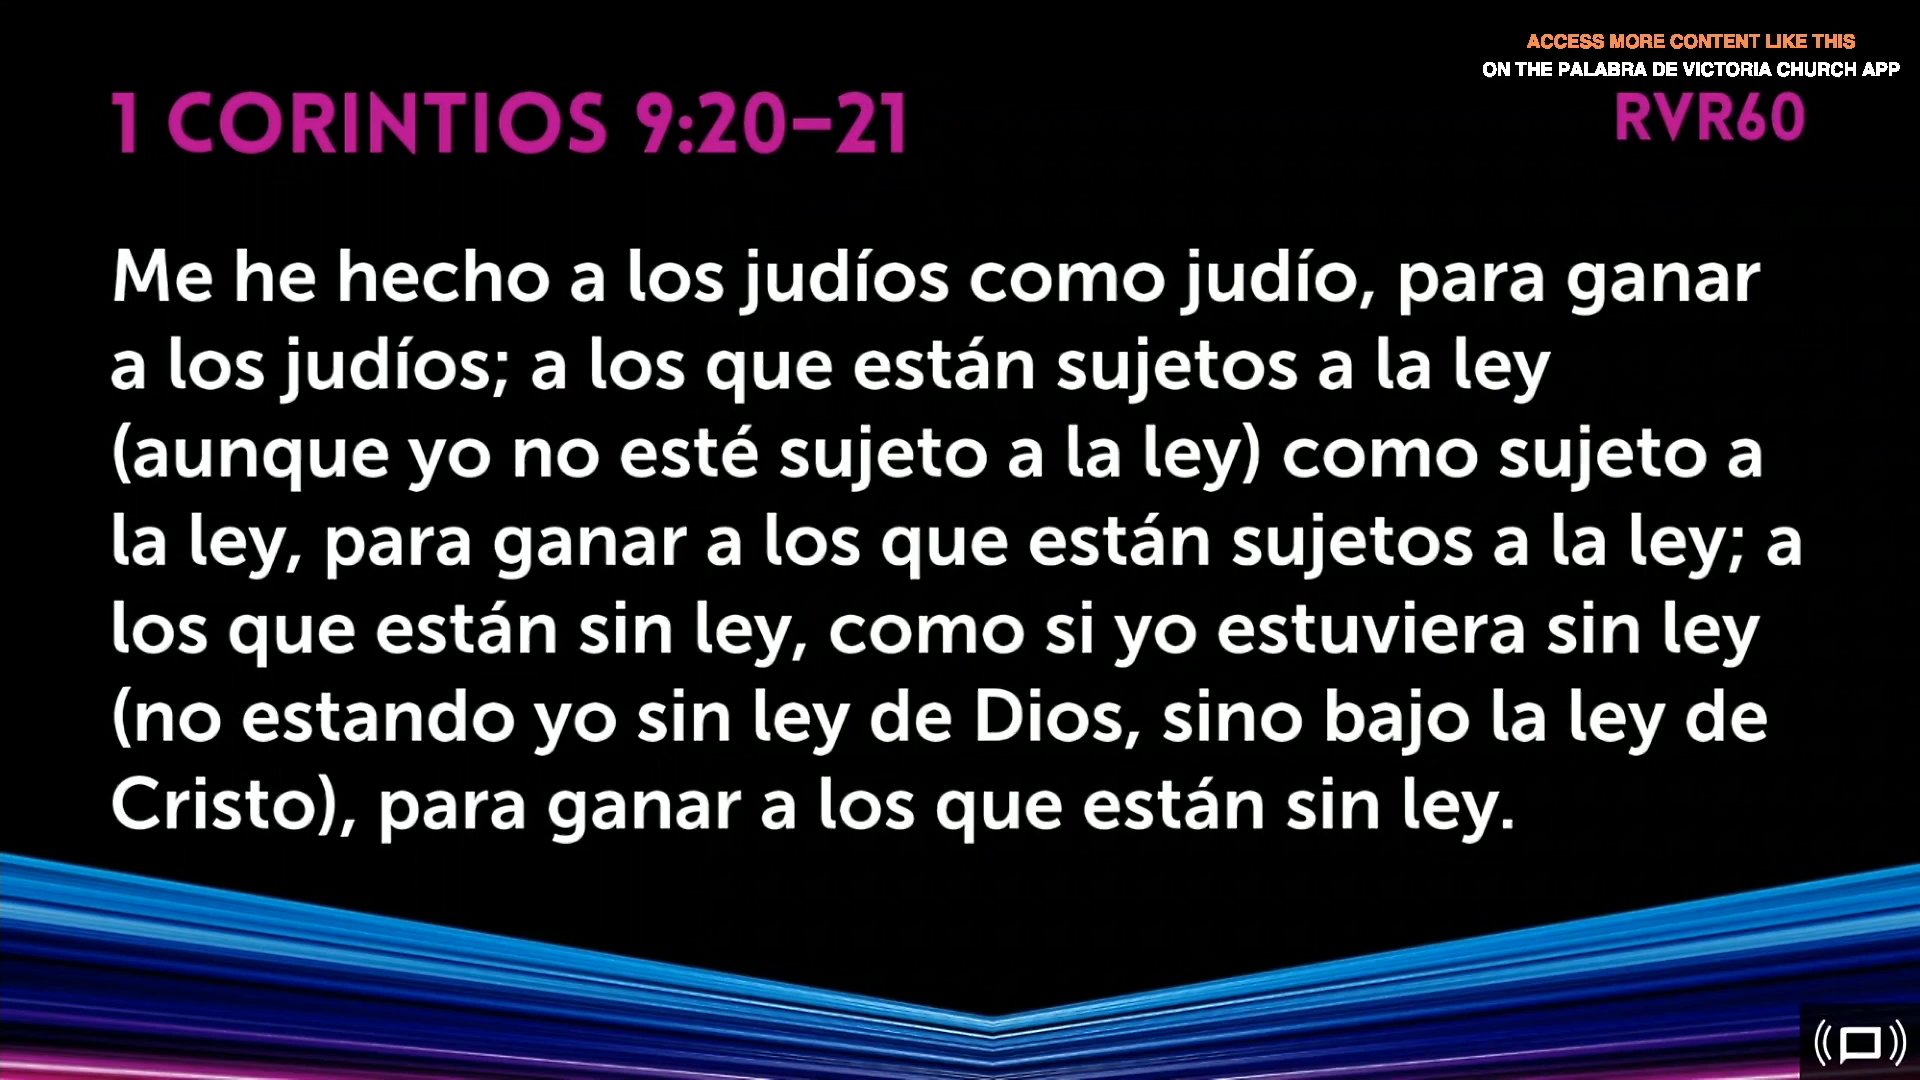 ACCESS MORE CONTENT LIKE THIS
ON THE PALABRA DE VICTORIA CHURCH APP
1 CORINTIOS 9:20-21
RVR60
Me he hecho a los judíos como judío, para ganar
a los judíos; a los que están sujetos a la ley
(aunque yo no esté sujeto a la ley) como sujeto a
la ley, para ganar a los que están sujetos a la ley; a
los que están sin ley, como si yo estuviera sin ley
(no estando yo sin ley de Dios, sino bajo la ley de
Cristo), para ganar a los que están sin ley.